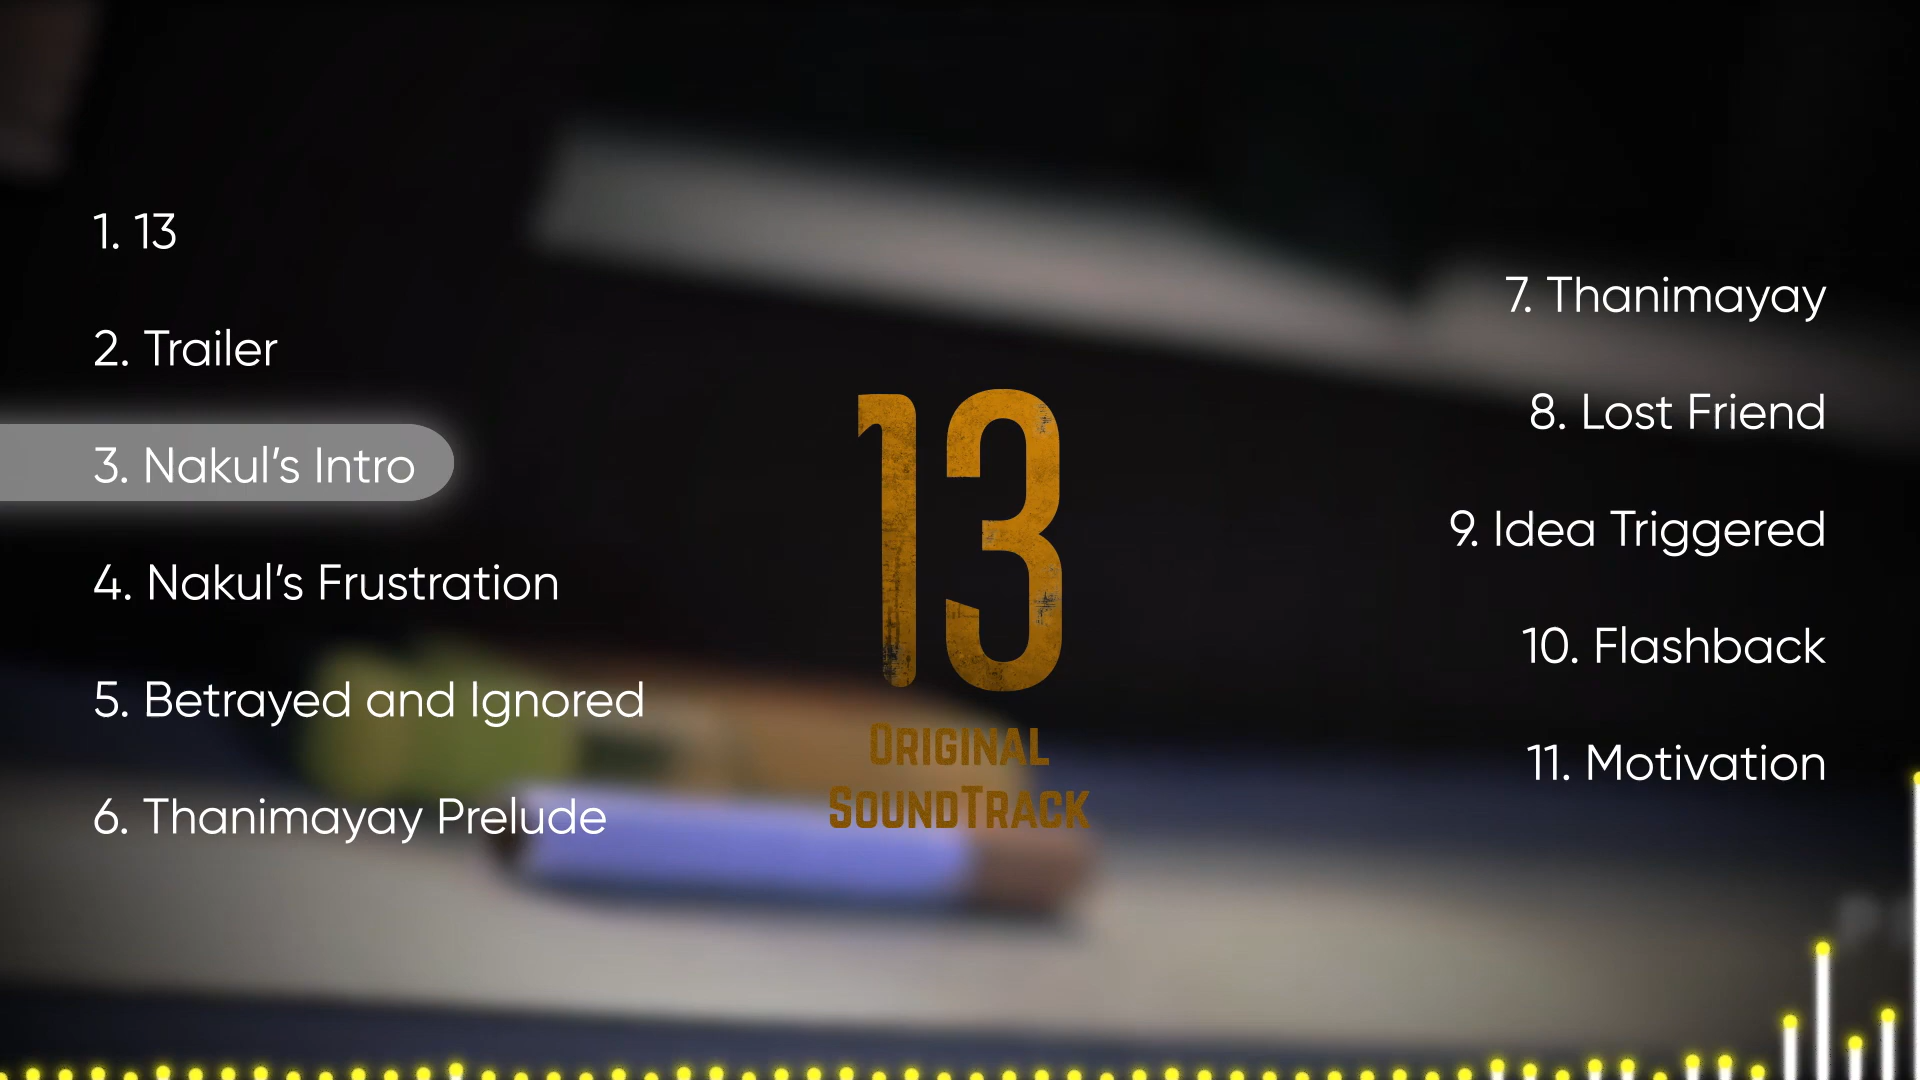 1. 13
2. Trailer
3. Nakul's Intro
4. Nakul's Frustration
5. Betrayed and Ignored
6. Thanimayay Prelude
13
ORIGINAL
SOUNDTRACK
7. Thanimayay
8. Lost Friend
9. Idea Triggered
10. Flashback
11. Motivation